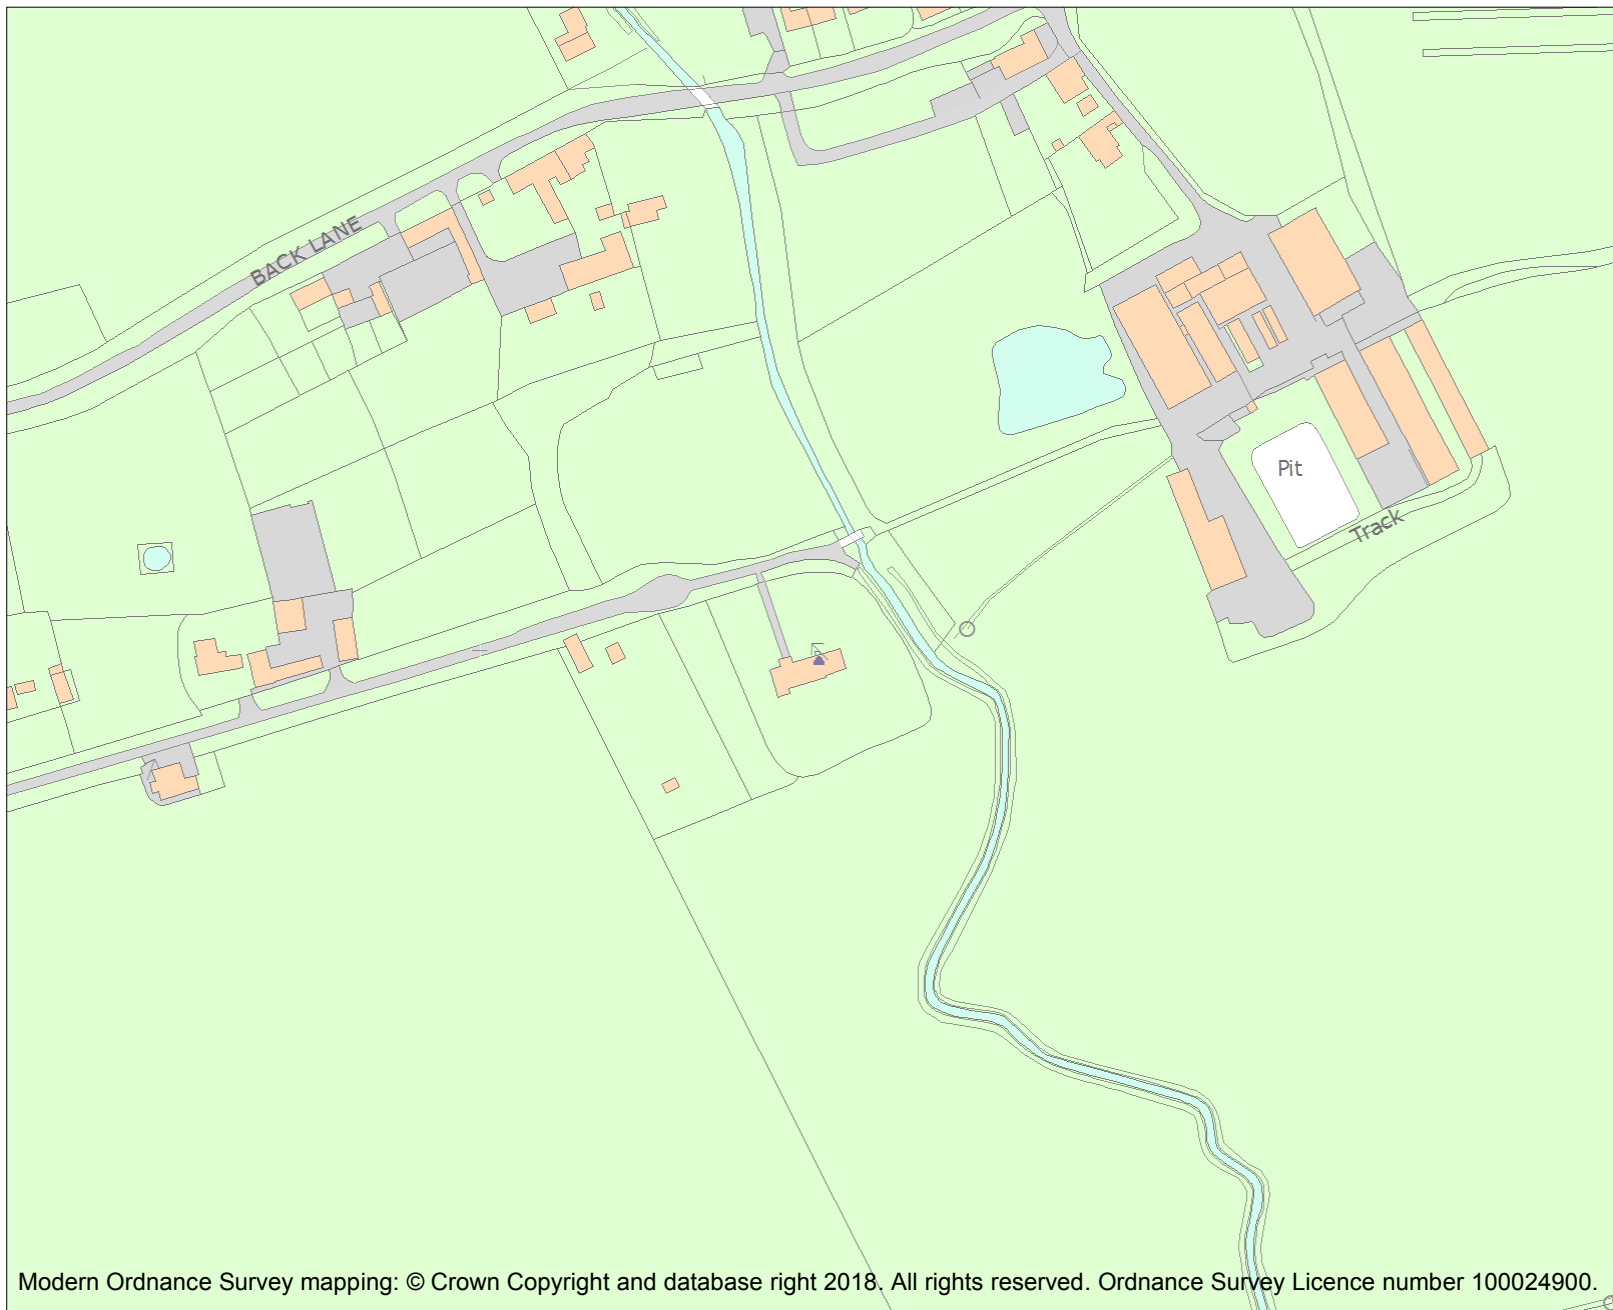 BACK LANE
Pit
Track
Modern Ordnance Survey mapping: © Crown Copyright and database right 2018. All rights reserved. Ordnance Survey Licence number 100024900.